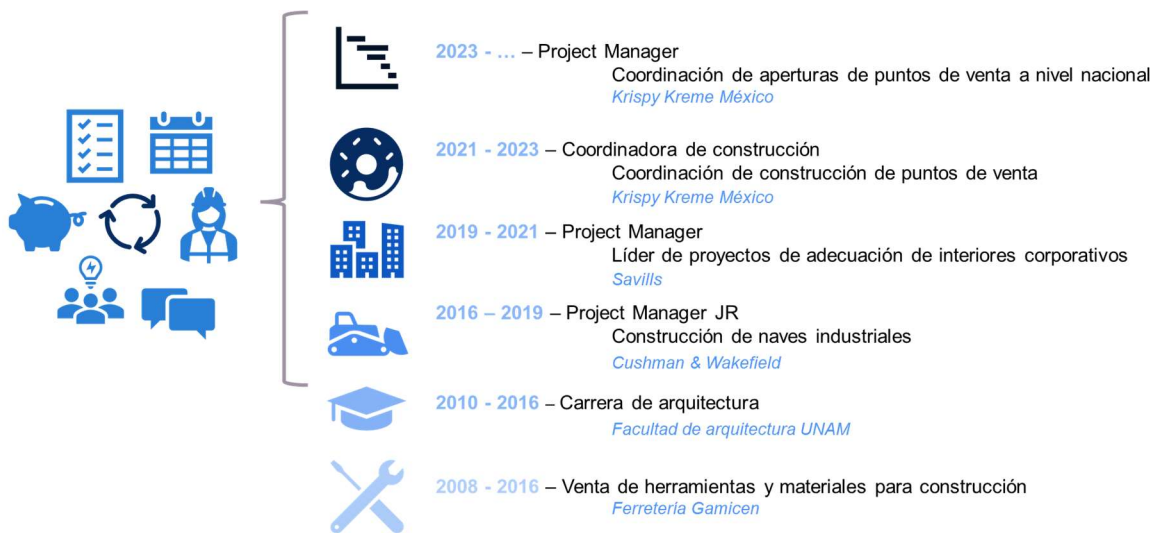 2023 - ... – Project Manager
Coordinación de aperturas de puntos de venta a nivel nacional
Krispy Kreme México
2021 - 2023 – Coordinadora de construcción
Coordinación de construcción de puntos de venta
Krispy Kreme México
2019 - 2021 – Project Manager
Líder de proyectos de adecuación de interiores corporativos
Savills
2016 – 2019 – Project Manager JR
Construcción de naves industriales
Cushman & Wakefield
2010 - 2016 – Carrera de arquitectura
Facultad de arquitectura UNAM
2008 - 2016 – Venta de herramientas y materiales para construcción
Ferretería Gamicen